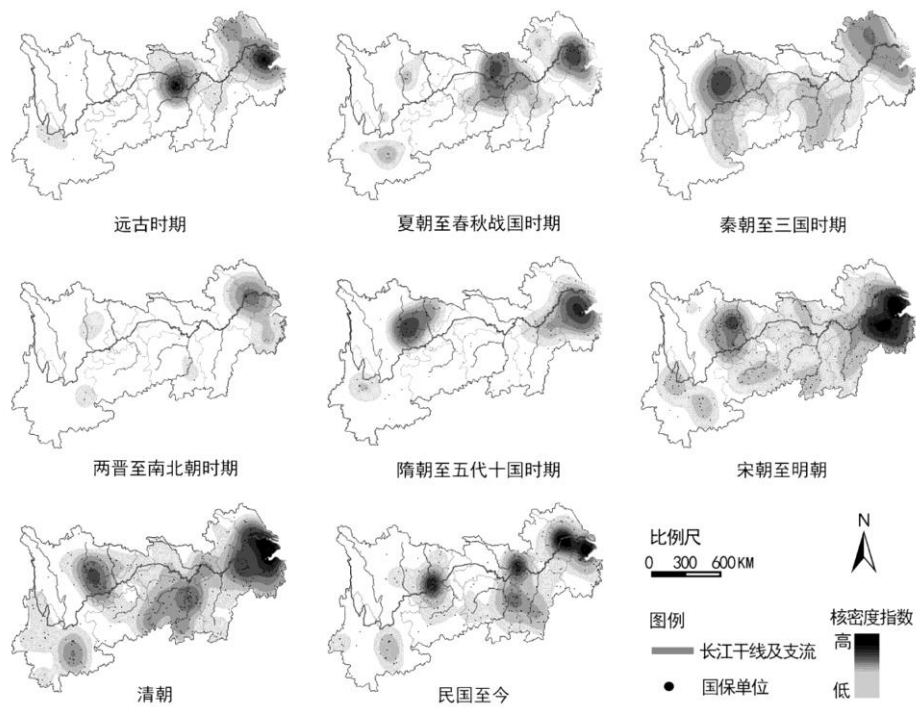 远古时期
夏朝至春秋战国时期
秦朝至三国时期
两晋至南北朝时期
隋朝至五代十国时期
宋朝至明朝
清朝
民国至今
比例尺
0 300 600KM
N
图例
长江干线及支流
国保单位
核密度指数
高
低